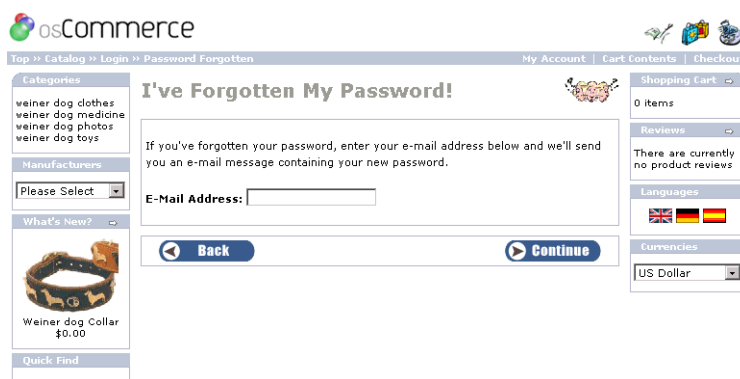 osCommerce
Top » Catalog » Login » Password Forgotten
My Account | Cart Contents | Checkou
Categories
weiner dog clothes
weiner dog medicine
weiner dog photos
weiner dog toys
Manufacturers
Please Select
What's New?
Weiner dog Collar
$0.00
Quick Find
I've Forgotten My Password!
If you've forgotten your password, enter your e-mail address below and we'll send
you an e-mail message containing your new password.
E-Mail Address:
Back
Continue
Shopping Cart
0 items
Reviews
There are currently
no product reviews
Languages
Currencies
US Dollar